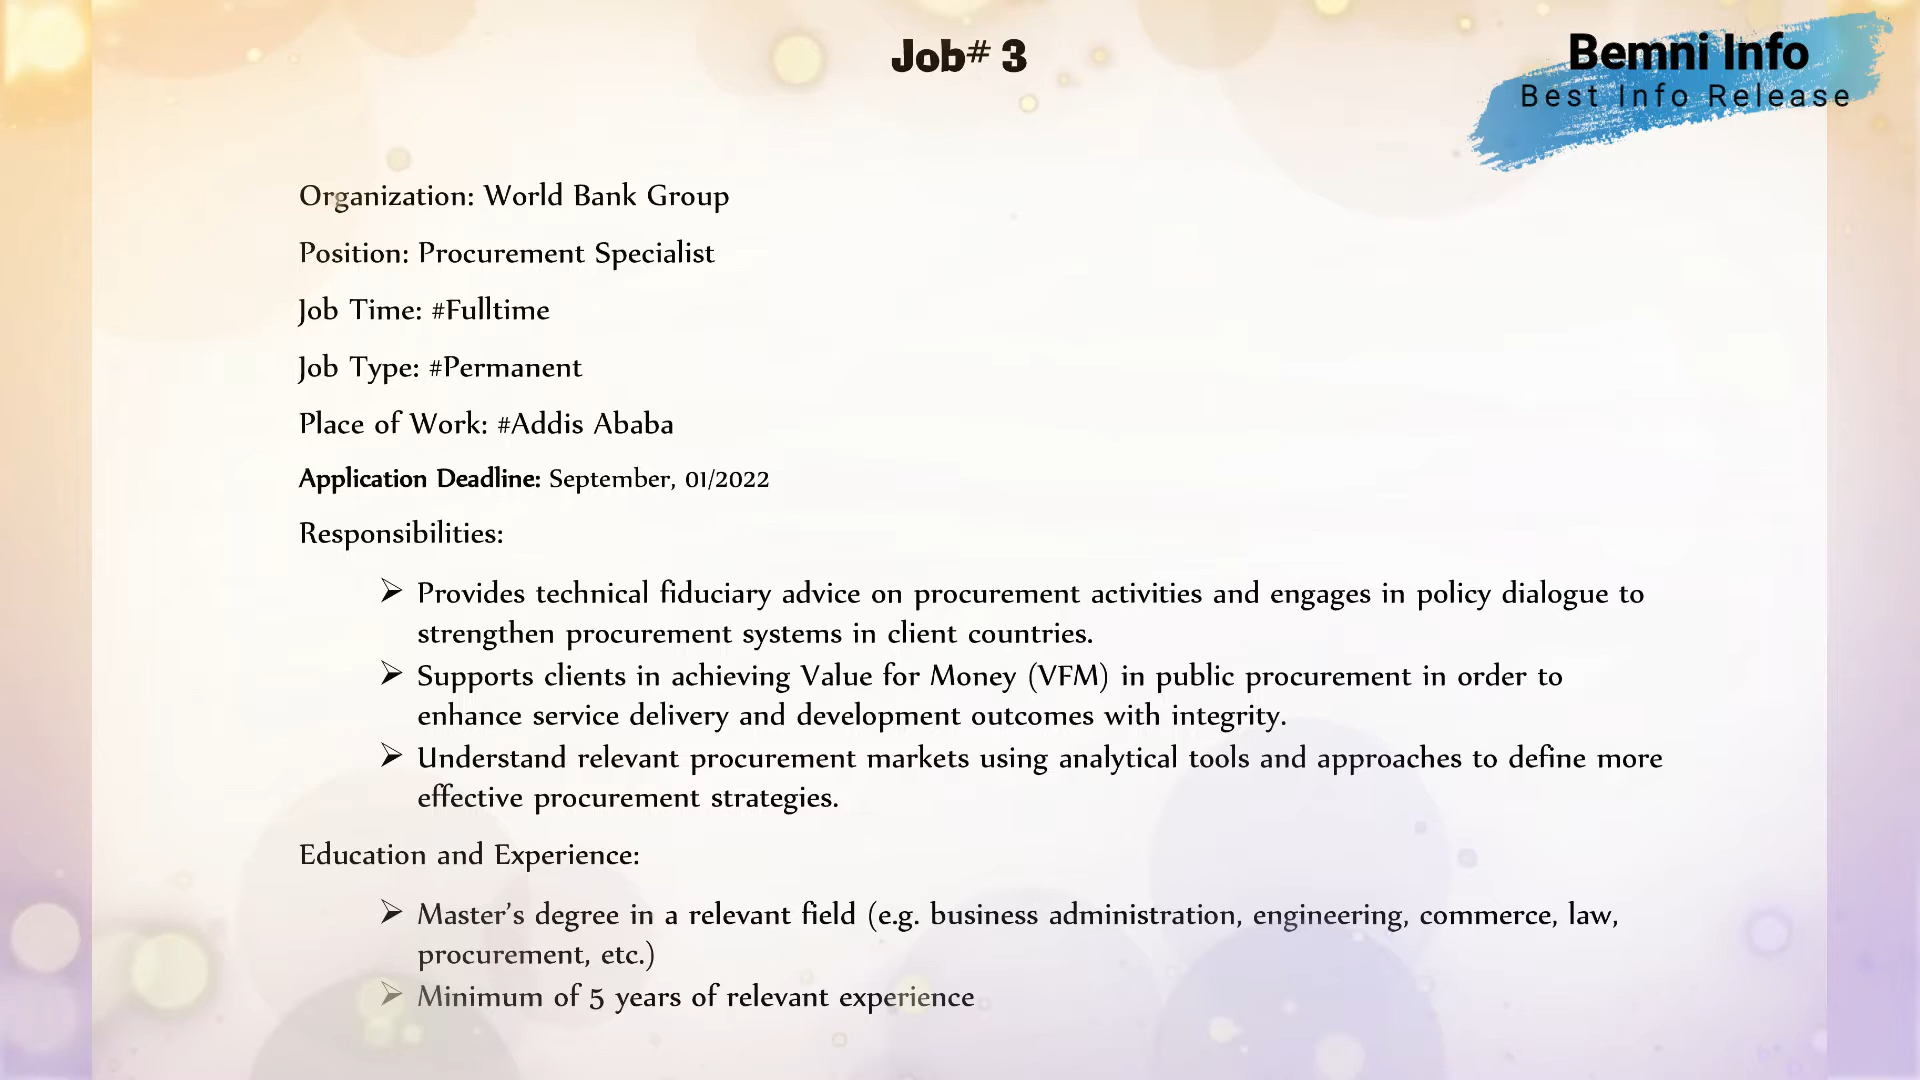 Job# 3
Bemni Info
Best Info Release
Organization: World Bank Group
Position: Procurement Specialist
Job Time: #Fulltime
Job Type: #Permanent
Place of Work: #Addis Ababa
Application Deadline: September, 01/2022
Responsibilities:
➢ Provides technical fiduciary advice on procurement activities and engages in policy dialogue to
strengthen procurement systems in client countries.
➢ Supports clients in achieving Value for Money (VFM) in public procurement in order to
enhance service delivery and development outcomes with integrity.
➢ Understand relevant procurement markets using analytical tools and approaches to define more
effective procurement strategies.
Education and Experience:
➢ Master’s degree in a relevant field (e.g. business administration, engineering, commerce, law,
procurement, etc.)
➢ Minimum of 5 years of relevant experience